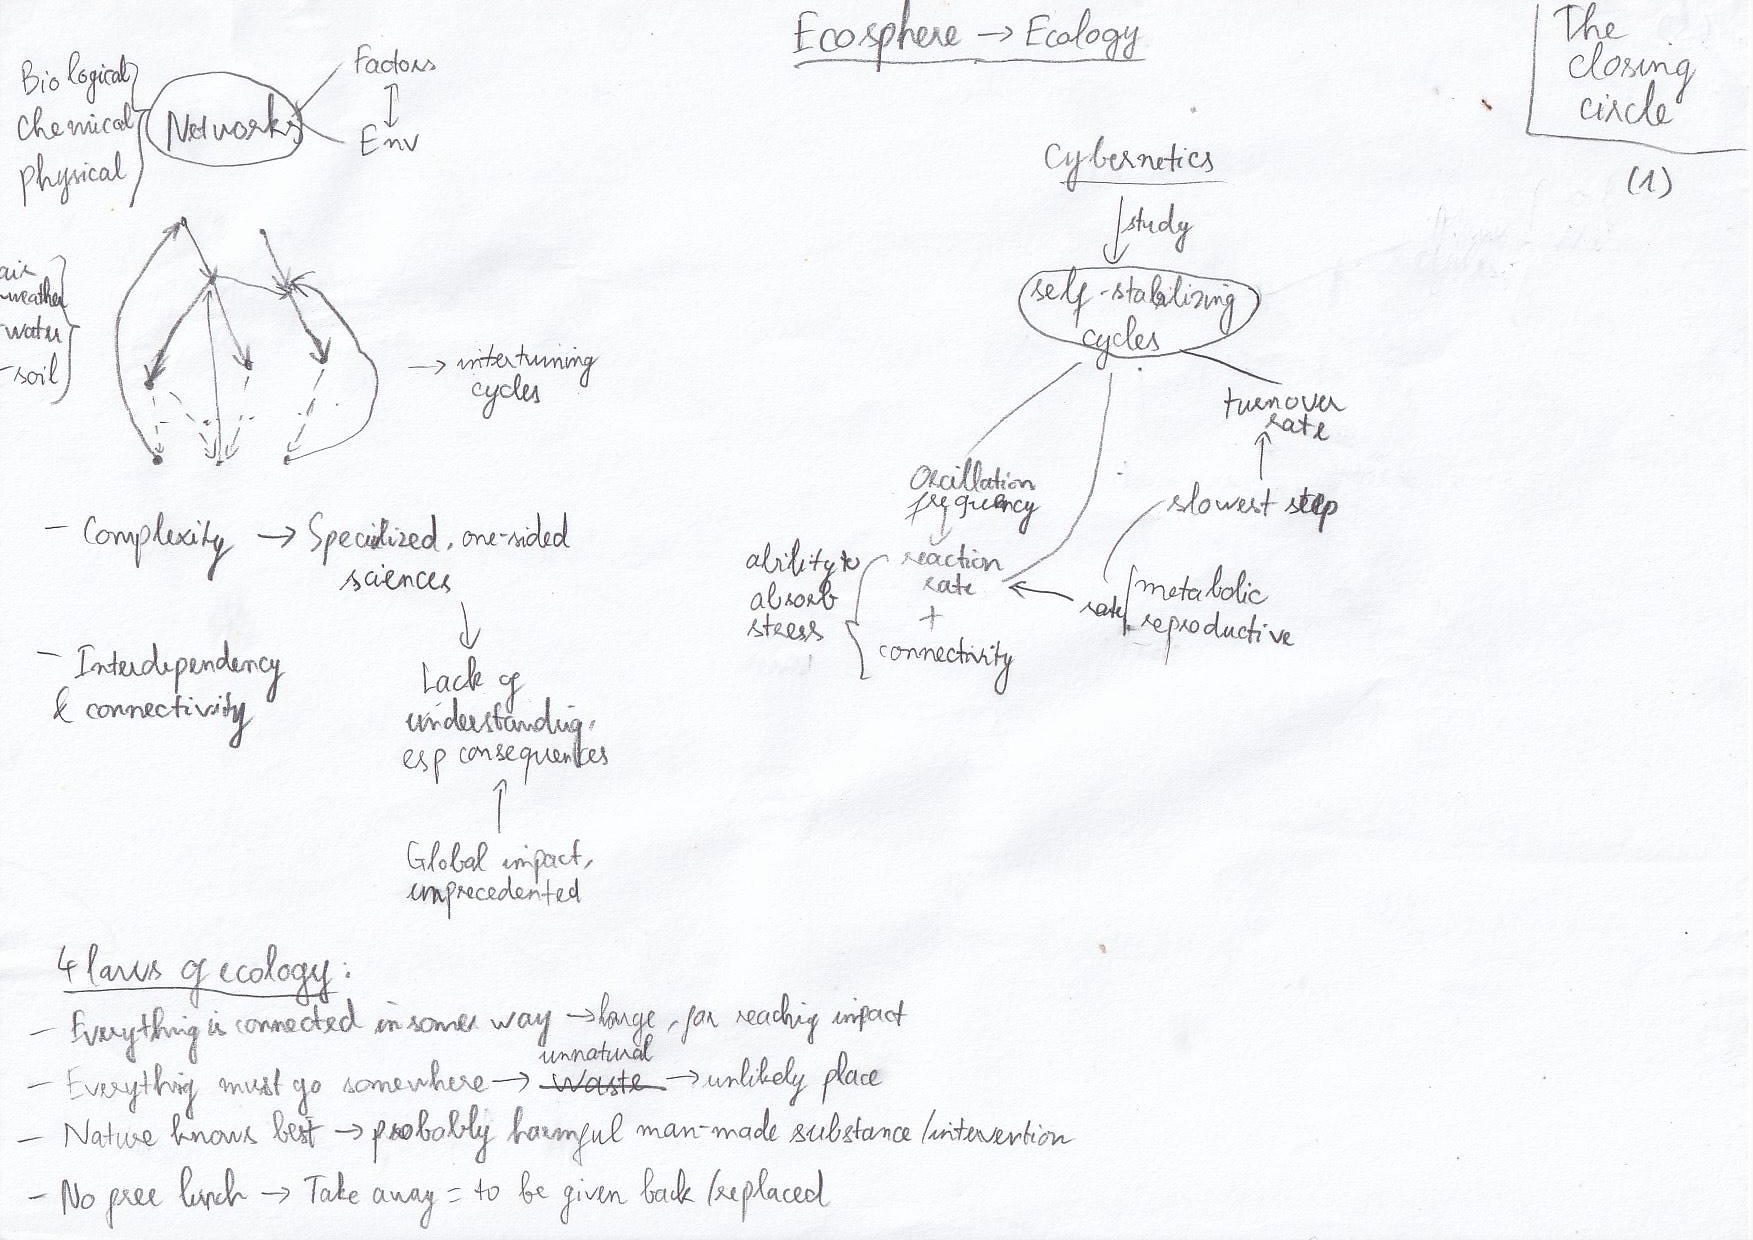 Ecosphere → Ecology
The
closing
circle
(1)
Biological
chemical
physical
Networks
Factors
Env
air
weather
water
soil
→ intertwining
cycles
- Complexity → Specialized, one-sided
sciences
Lack of
understanding,
esp consequences
- Interdependency
& connectivity
Global impact,
unprecedented
Cybernetics
study
self-stabilizing
cycles
turnover
rate
slowest step
Oscillation
frequency
ability to
absorb
stress
reaction
rate
+
connectivity
rate
metabolic
reproductive
4 laws of ecology:
- Everything is connected in some way → large, far reaching impact
unnatural
- Everything must go somewhere → waste → unlikely place
- Nature knows best → probably harmful man-made substance/intervention
- No free lunch → Take away = to be given back/replaced